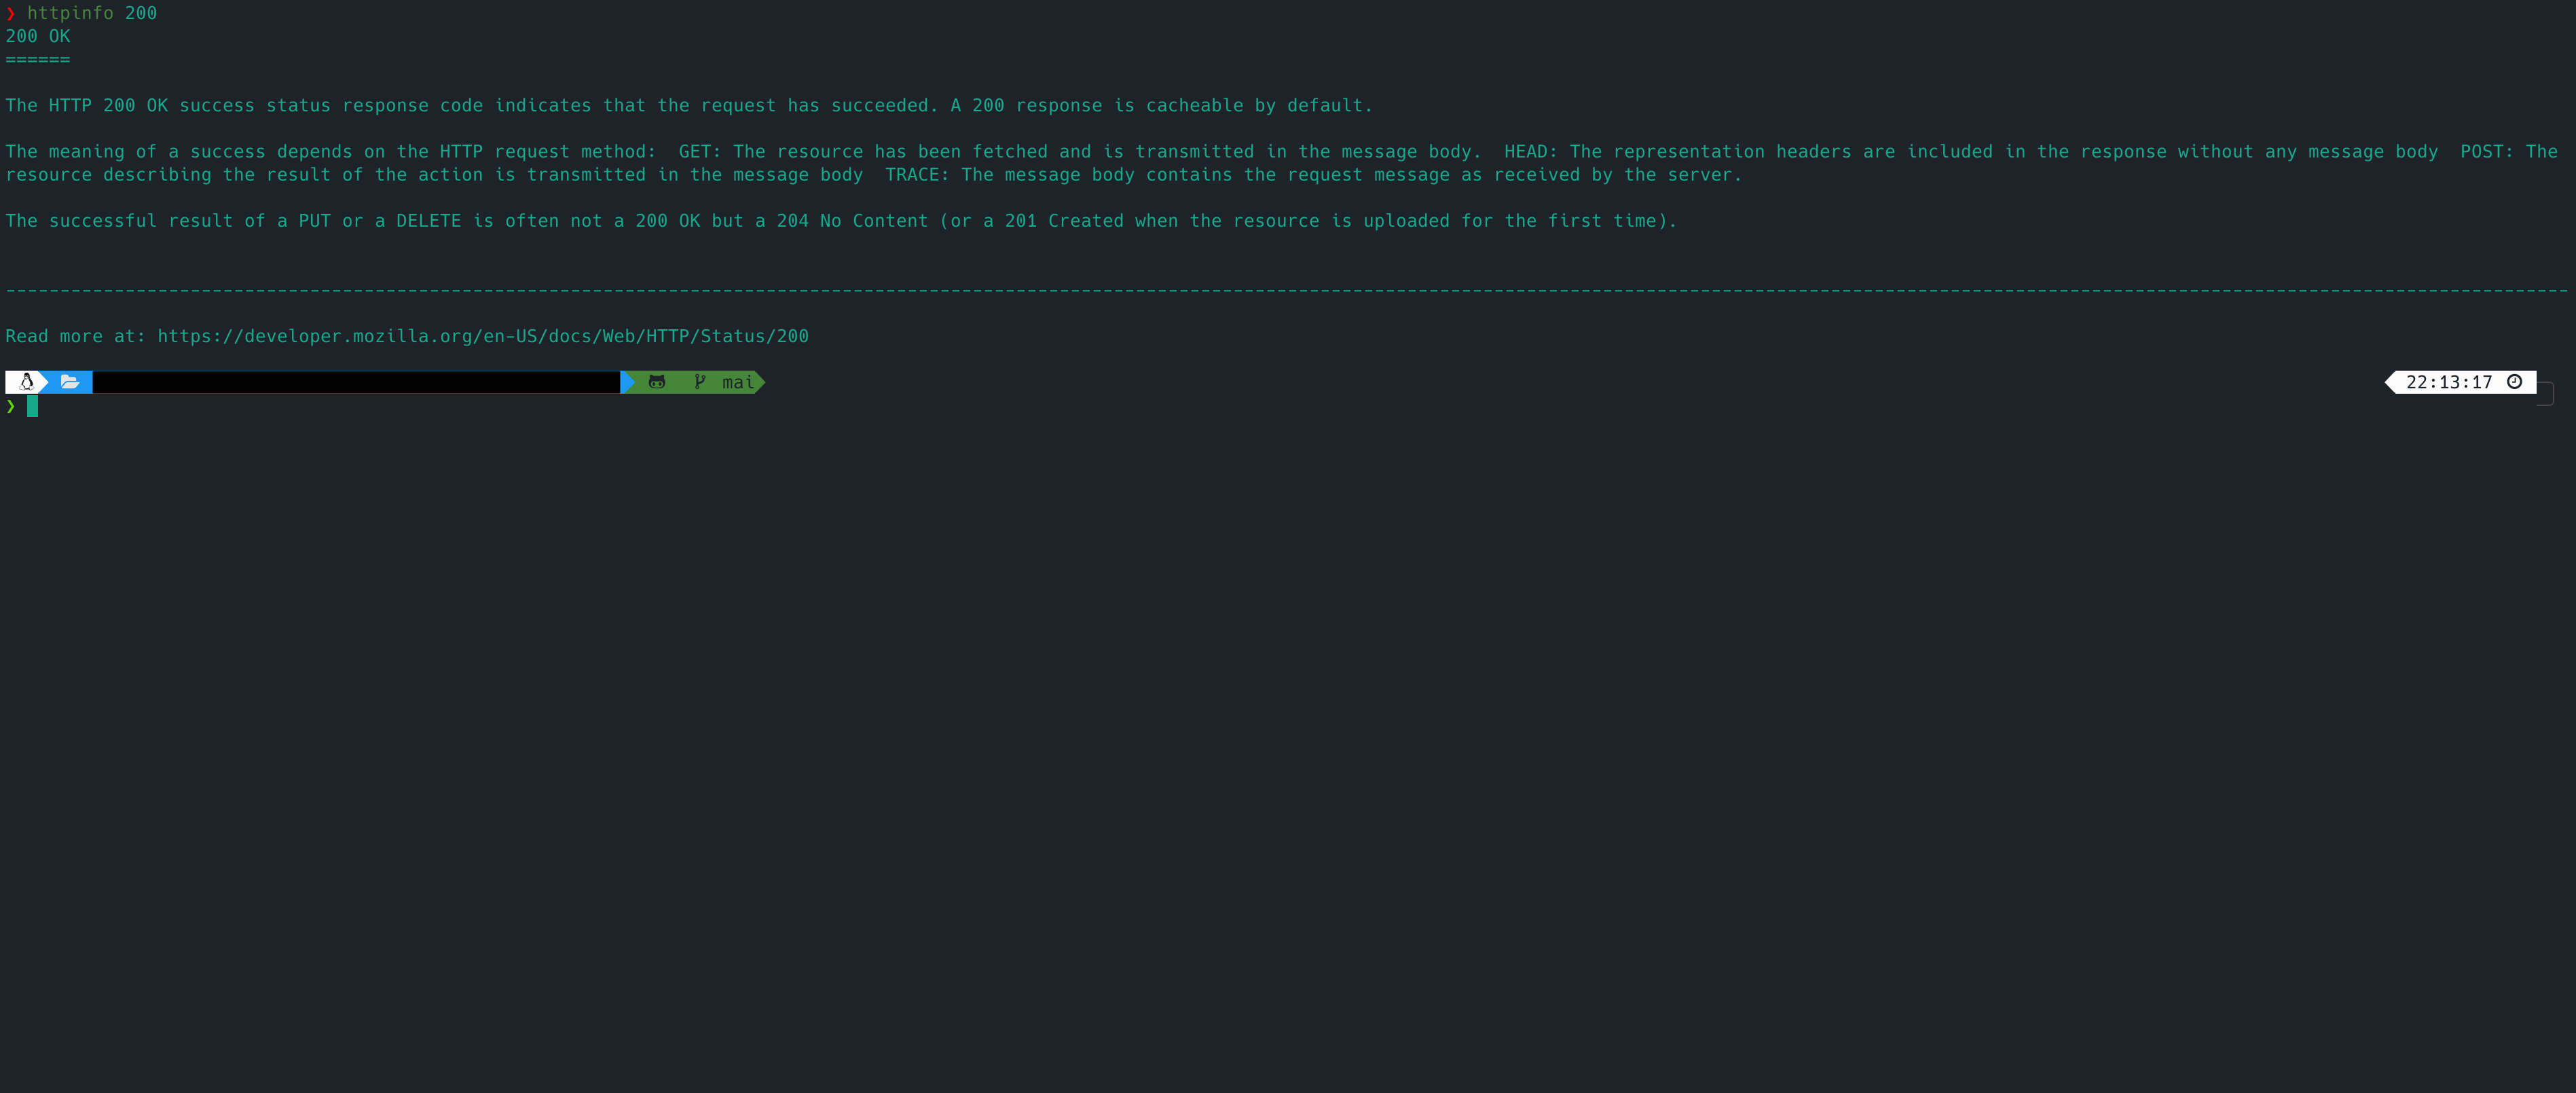 ❯ httpinfo 200
200 OK
======
The HTTP 200 OK success status response code indicates that the request has succeeded. A 200 response is cacheable by default.
The meaning of a success depends on the HTTP request method:  GET: The resource has been fetched and is transmitted in the message body.  HEAD: The representation headers are included in the response without any message body  POST: The
resource describing the result of the action is transmitted in the message body  TRACE: The message body contains the request message as received by the server.
The successful result of a PUT or a DELETE is often not a 200 OK but a 204 No Content (or a 201 Created when the resource is uploaded for the first time).
--------------------------------------------------------------------------------------------------------------------------------------------------------------------------------------------------------------------------------------------
Read more at: https://developer.mozilla.org/en-US/docs/Web/HTTP/Status/200
mai 22:13:17
❯